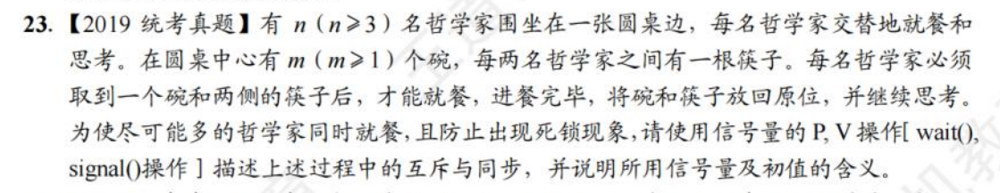 23.【2019 统考真题】有 n（n≥3）名哲学家围坐在一张圆桌边，每名哲学家交替地就餐和
思考。在圆桌中心有 m（m≥1）个碗，每两名哲学家之间有一根筷子。每名哲学家必须
取到一个碗和两侧的筷子后，才能就餐，进餐完毕，将碗和筷子放回原位，并继续思考。
为使尽可能多的哲学家同时就餐，且防止出现死锁现象，请使用信号量的 P, V 操作[ wait(),
signal()操作 ] 描述上述过程中的互斥与同步，并说明所用信号量及初值的含义。